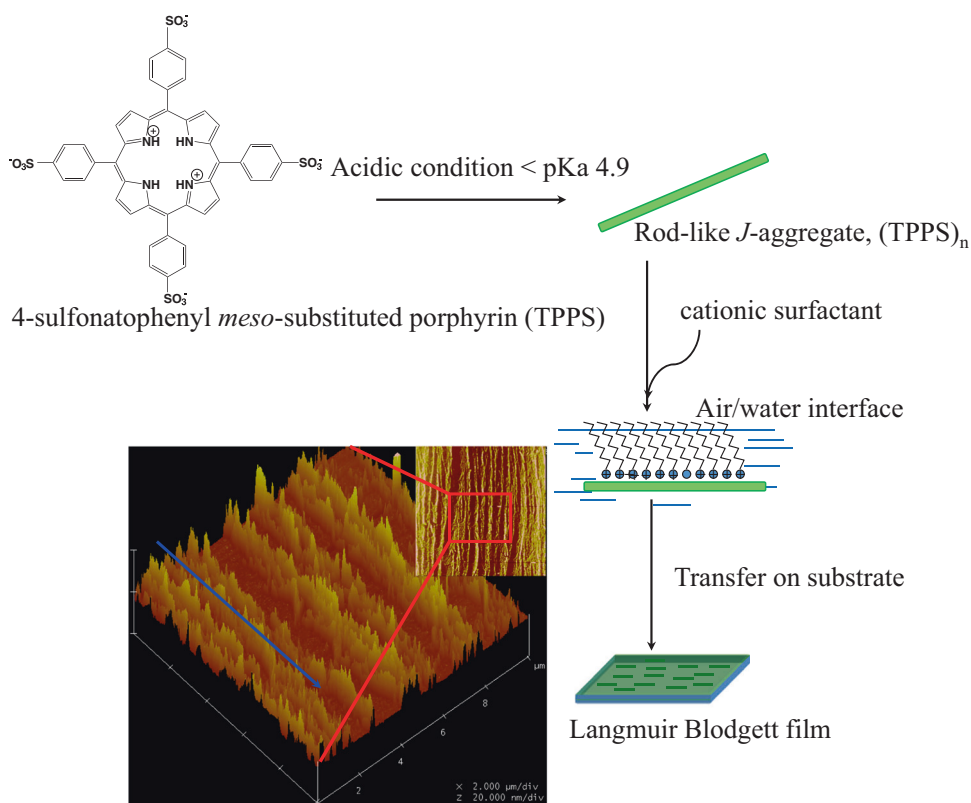 SO₃⁻
⁻O₃S
NH
HN
SO₃⁻
NH
HN
SO₃⁻
Acidic condition < pKa 4.9
Rod-like J-aggregate, (TPPS)ₙ
4-sulfonatophenyl meso-substituted porphyrin (TPPS)
cationic surfactant
Air/water interface
Transfer on substrate
Langmuir Blodgett film
µm
8
6
4
2
X 2.000 µm/div
Z 20.000 nm/div